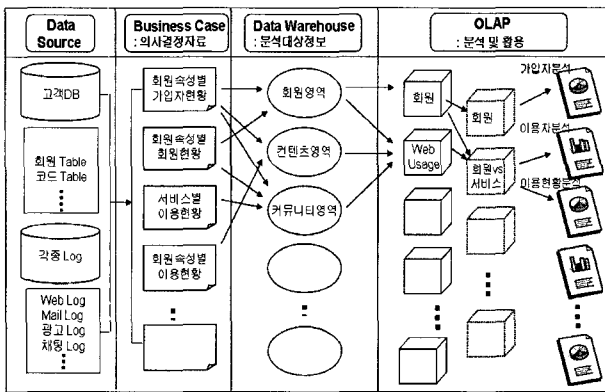 Data
Source
Business Case
: 의사결정자료
Data Warehouse
: 분석대상정보
OLAP
: 분석 및 활용
고객DB
회원 Table
코드 Table
각종 Log
Web Log
Mail Log
광고 Log
채팅 Log
회원속성별
가입자현황
회원속성별
회원현황
서비스별
이용현황
회원속성별
이용현황
회원영역
컨텐츠영역
커뮤니티영역
회원
Web
Usage
회원
회원vs
서비스
가입자분석
이용자분석
이용현황분석